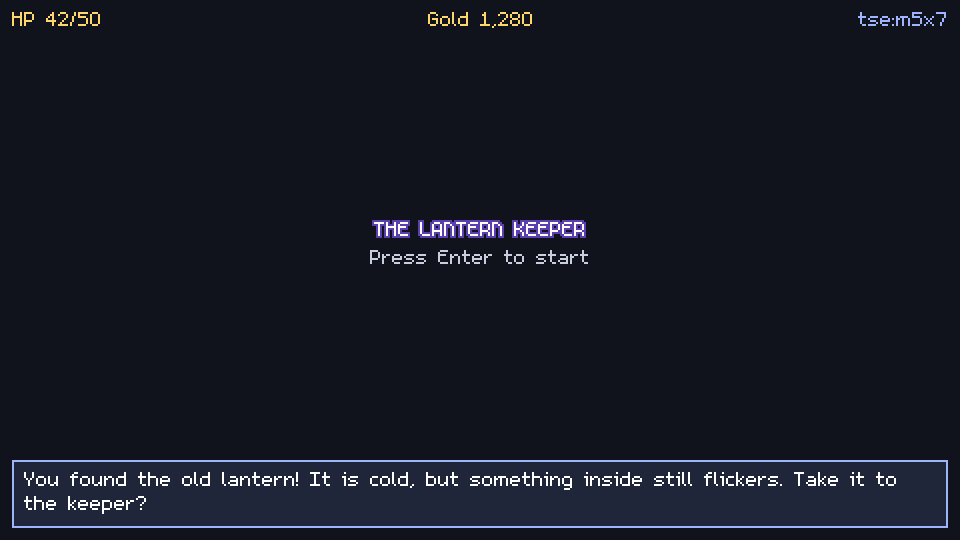 HP 42/50
Gold 1,280
tse:m5x7
THE LANTERN KEEPER
Press Enter to start
You found the old lantern! It is cold, but something inside still flickers. Take it to
the keeper?